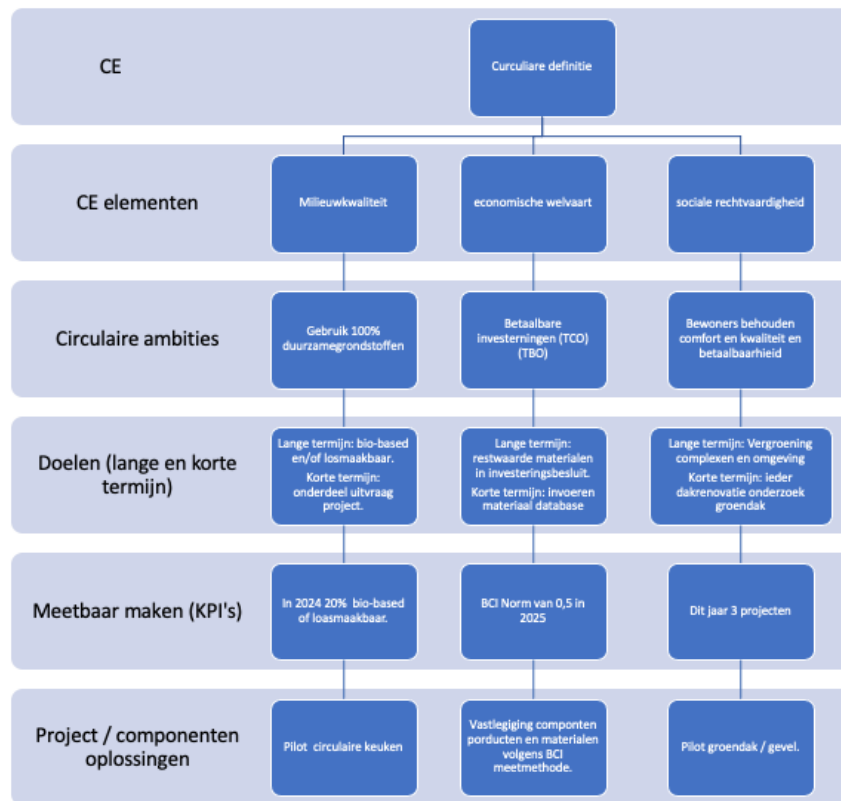 CE
Curculiare definitie
CE elementen
Milieuwkwaliteit
economische welvaart
sociale rechtvaardigheid
Circulaire ambities
Gebruik 100%
duurzamegrondstoffen
Betaalbare
investerningen (TCO)
(TBO)
Bewoners behouden
comfort en kwaliteit en
betaalbaarhieid
Doelen (lange en korte
termijn)
Lange termijn: bio-based
en/of losmaakbaar.
Korte termijn:
onderdeel uitvraag
project.
Lange termijn:
restwaarde materialen
in investeringsbesluit.
Korte termijn: invoeren
materiaal database
Lange termijn: Vergroening
complexen en omgeving
Korte termijn: ieder
dakrenovatie onderzoek
groendak
Meetbaar maken (KPI's)
In 2024 20% bio-based
of loasmaakbaar.
BCI Norm van 0,5 in
2025
Dit jaar 3 projecten
Project / componenten
oplossingen
Pilot circulaire keuken
Vastlegiging componten
porducten en materialen
volgens BCI
meetmethode.
Pilot groendak / gevel.